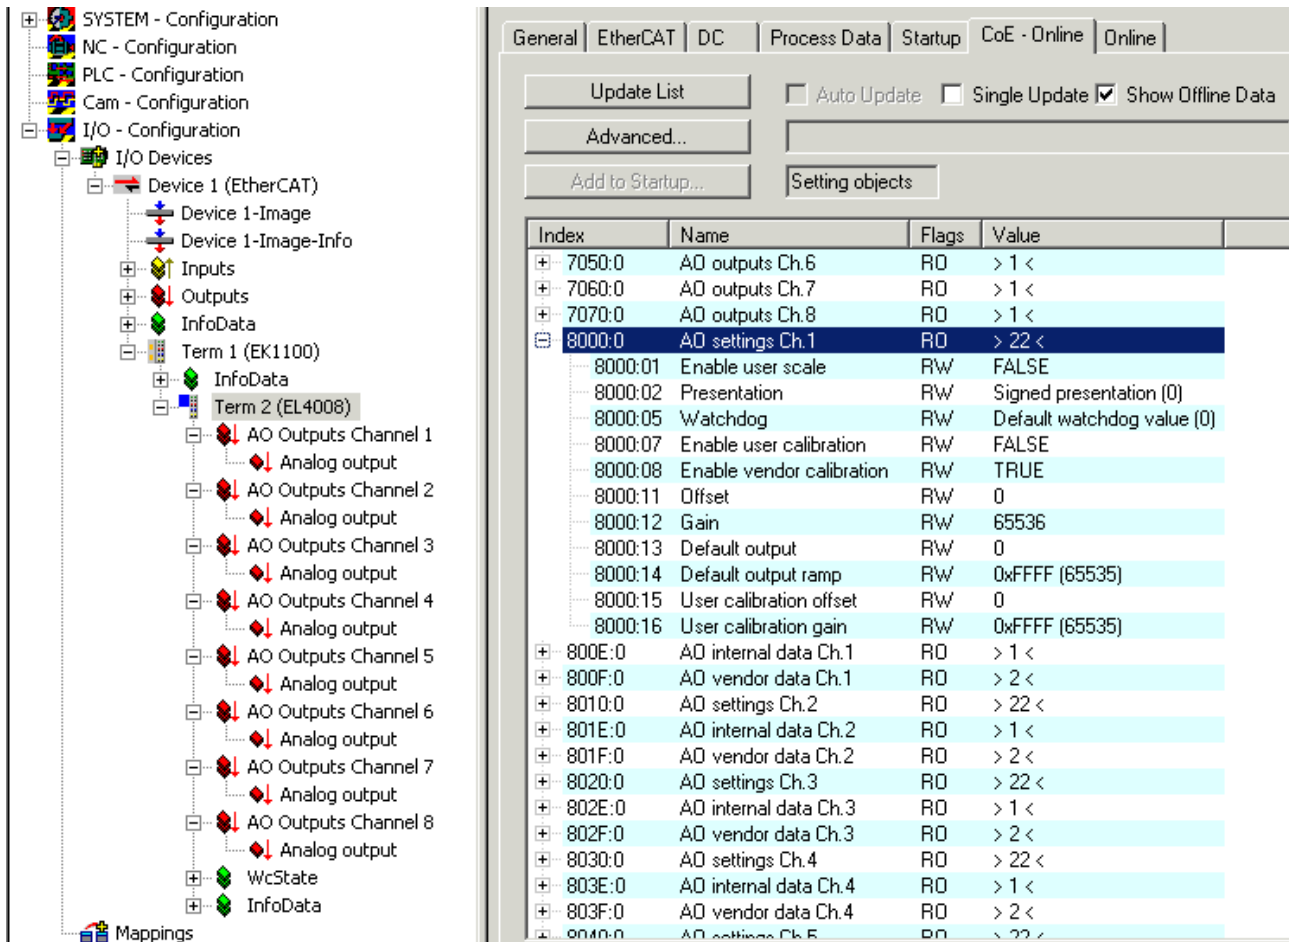 SYSTEM - Configuration
NC - Configuration
PLC - Configuration
Cam - Configuration
I/O - Configuration
I/O Devices
Device 1 (EtherCAT)
Device 1-Image
Device 1-Image-Info
Inputs
Outputs
InfoData
Term 1 (EK1100)
InfoData
Term 2 (EL4008)
AO Outputs Channel 1
Analog output
AO Outputs Channel 2
Analog output
AO Outputs Channel 3
Analog output
AO Outputs Channel 4
Analog output
AO Outputs Channel 5
Analog output
AO Outputs Channel 6
Analog output
AO Outputs Channel 7
Analog output
AO Outputs Channel 8
Analog output
WcState
InfoData
Mappings
General EtherCAT DC Process Data Startup CoE - Online Online
Update List Auto Update Single Update Show Offline Data
Advanced...
Add to Startup... Setting objects
Index Name Flags Value
7050:0 AO outputs Ch.6 RO > 1 <
7060:0 AO outputs Ch.7 RO > 1 <
7070:0 AO outputs Ch.8 RO > 1 <
8000:0 AO settings Ch.1 RO > 22 <
8000:01 Enable user scale RW FALSE
8000:02 Presentation RW Signed presentation (0)
8000:05 Watchdog RW Default watchdog value (0)
8000:07 Enable user calibration RW FALSE
8000:08 Enable vendor calibration RW TRUE
8000:11 Offset RW 0
8000:12 Gain RW 65536
8000:13 Default output RW 0
8000:14 Default output ramp RW 0xFFFF (65535)
8000:15 User calibration offset RW 0
8000:16 User calibration gain RW 0xFFFF (65535)
800E:0 AO internal data Ch.1 RO > 1 <
800F:0 AO vendor data Ch.1 RO > 2 <
8010:0 AO settings Ch.2 RO > 22 <
801E:0 AO internal data Ch.2 RO > 1 <
801F:0 AO vendor data Ch.2 RO > 2 <
8020:0 AO settings Ch.3 RO > 22 <
802E:0 AO internal data Ch.3 RO > 1 <
802F:0 AO vendor data Ch.3 RO > 2 <
8030:0 AO settings Ch.4 RO > 22 <
803E:0 AO internal data Ch.4 RO > 1 <
803F:0 AO vendor data Ch.4 RO > 2 <
8040:0 AO settings Ch.5 RO > 22 <